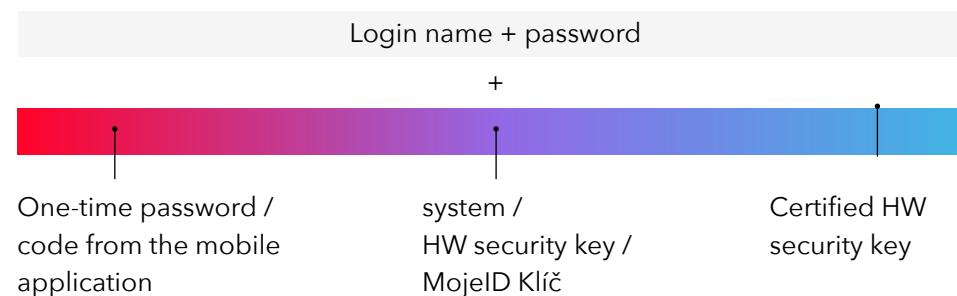 Login name + password
+
One-time password /
code from the mobile
application
system /
HW security key /
MojeID Klíč
Certified HW
security key